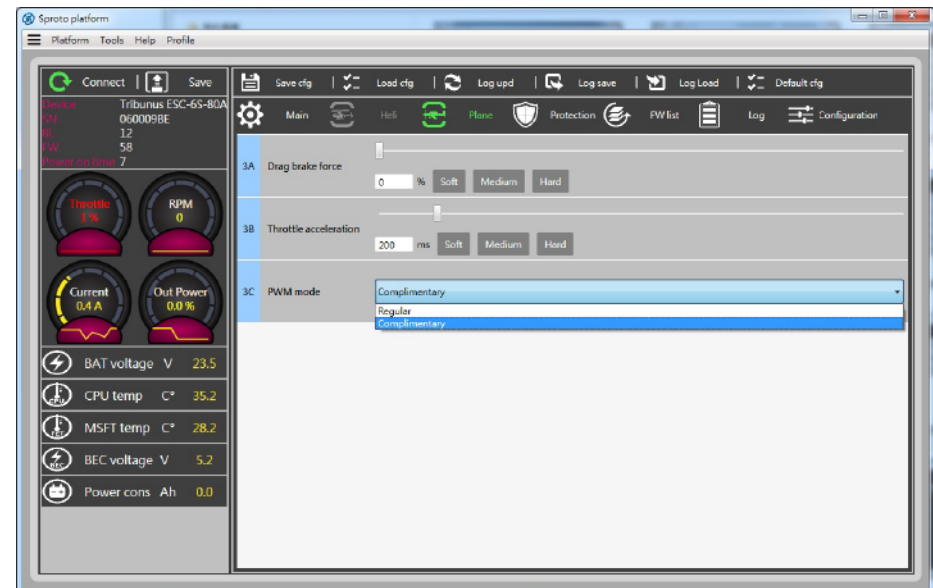 Sproto platform
Platform Tools Help Profile
Connect | Save
Save cfg | Load cfg | Log upd | Log save | Log Load | Default cfg
Device Tribunus ESC-6S-80A
SN 0600098E
BL 12
FW 58
Power on time 7
Main Heli Plane Protection FW list Log Configuration
Throttle
1 %
RPM
0
Current
0.4 A
Out Power
0.0 %
BAT voltage V 23.5
CPU
CPU temp C° 35.2
FET
MSFT temp C° 28.2
BEC
BEC voltage V 5.2
Power cons Ah 0.0
3A Drag brake force
0 % Soft Medium Hard
3B Throttle acceleration
200 ms Soft Medium Hard
3C PWM mode Complimentary
Regular
Complimentary